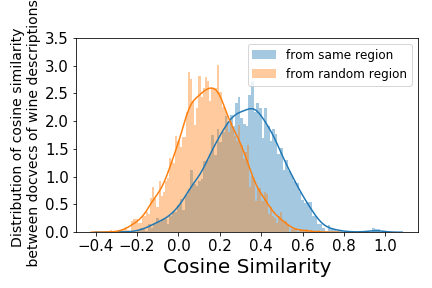 Distribution of cosine similarity
between docvecs of wine descriptions
3.5
3.0
2.5
2.0
1.5
1.0
0.5
0.0
from same region
from random region
−0.4 −0.2 0.0 0.2 0.4 0.6 0.8 1.0
Cosine Similarity